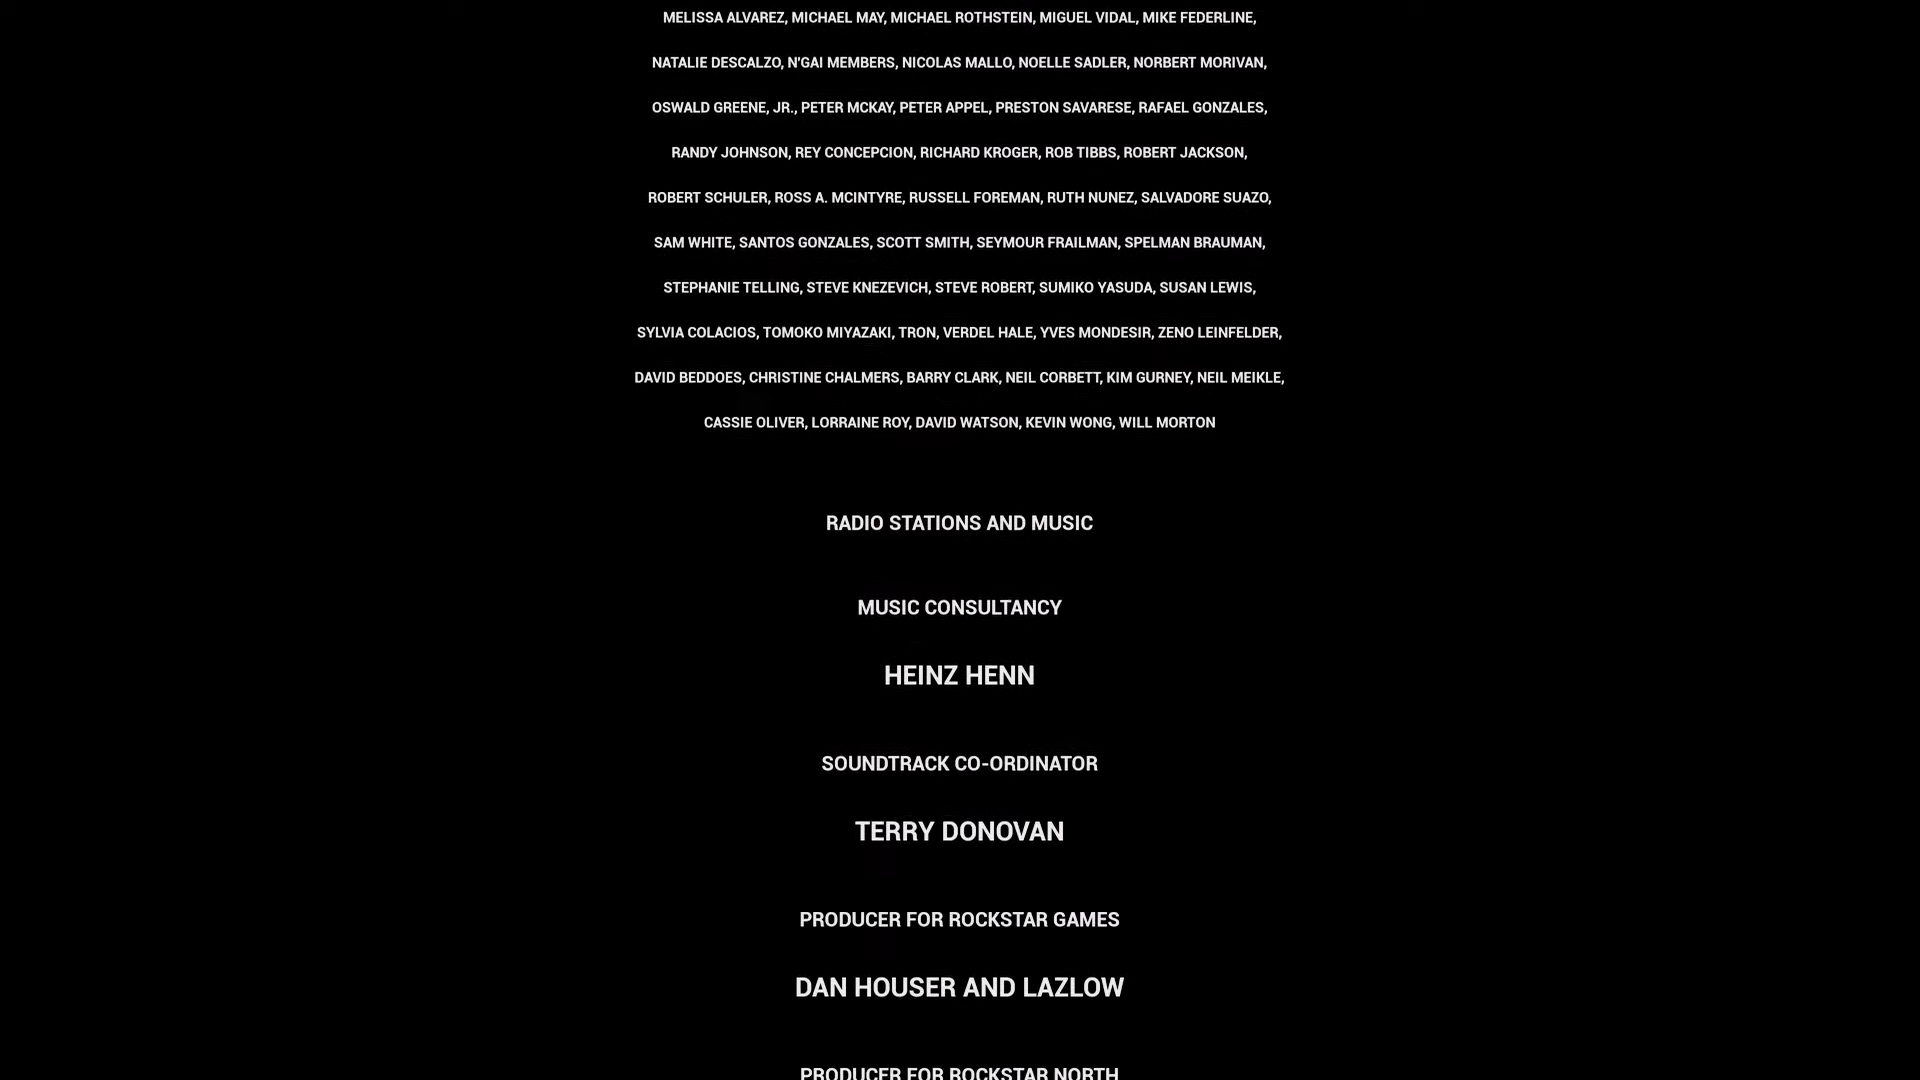 MELISSA ALVAREZ, MICHAEL MAY, MICHAEL ROTHSTEIN, MIGUEL VIDAL, MIKE FEDERLINE,
NATALIE DESCALZO, N'GAI MEMBERS, NICOLAS MALLO, NOELLE SADLER, NORBERT MORIVAN,
OSWALD GREENE, JR., PETER MCKAY, PETER APPEL, PRESTON SAVARESE, RAFAEL GONZALES,
RANDY JOHNSON, REY CONCEPCION, RICHARD KROGER, ROB TIBBS, ROBERT JACKSON,
ROBERT SCHULER, ROSS A. MCINTYRE, RUSSELL FOREMAN, RUTH NUNEZ, SALVADORE SUAZO,
SAM WHITE, SANTOS GONZALES, SCOTT SMITH, SEYMOUR FRAILMAN, SPELMAN BRAUMAN,
STEPHANIE TELLING, STEVE KNEZEVICH, STEVE ROBERT, SUMIKO YASUDA, SUSAN LEWIS,
SYLVIA COLACIOS, TOMOKO MIYAZAKI, TRON, VERDEL HALE, YVES MONDESIR, ZENO LEINFELDER,
DAVID BEDDOES, CHRISTINE CHALMERS, BARRY CLARK, NEIL CORBETT, KIM GURNEY, NEIL MEIKLE,
CASSIE OLIVER, LORRAINE ROY, DAVID WATSON, KEVIN WONG, WILL MORTON
RADIO STATIONS AND MUSIC
MUSIC CONSULTANCY
HEINZ HENN
SOUNDTRACK CO-ORDINATOR
TERRY DONOVAN
PRODUCER FOR ROCKSTAR GAMES
DAN HOUSER AND LAZLOW
PRODUCER FOR ROCKSTAR NORTH